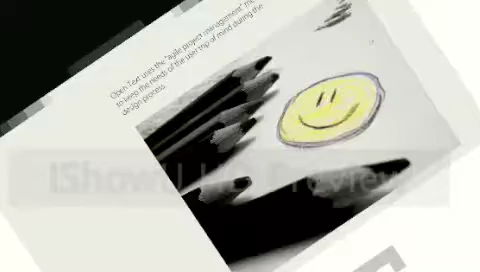 Open Text uses the "agile project management"
to keep the needs of the user trip of mind during the
design process.
IShowU HD Preview